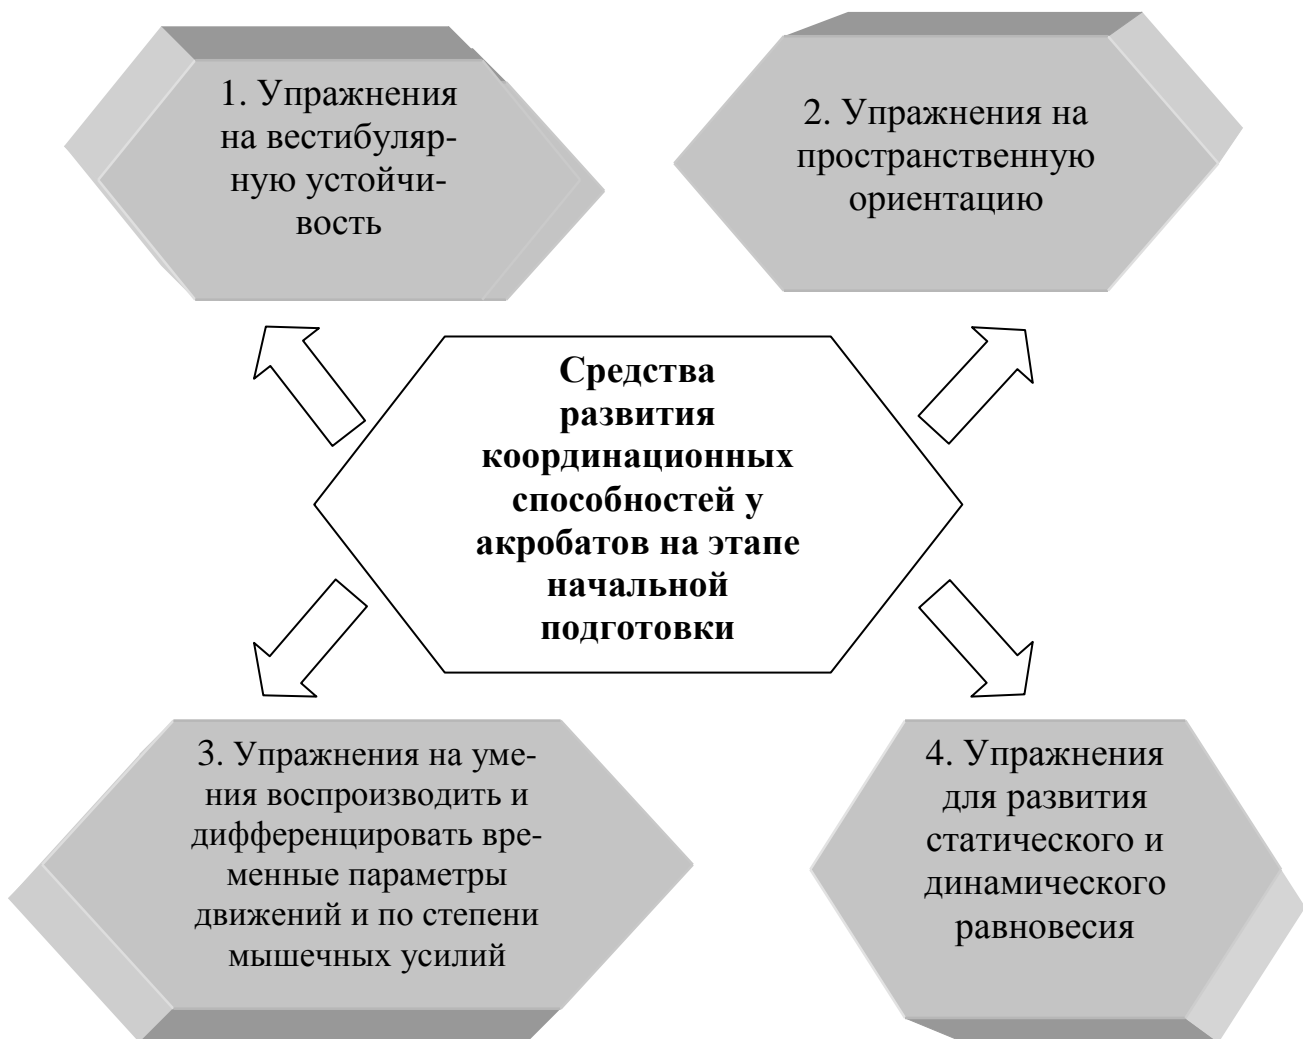 1. Упражнения
на вестибуляр-
ную устойчи-
вость
2. Упражнения на
пространственную
ориентацию
Средства
развития
координационных
способностей у
акробатов на этапе
начальной
подготовки
3. Упражнения на уме-
ния воспроизводить и
дифференцировать вре-
менные параметры
движений и по степени
мышечных усилий
4. Упражнения
для развития
статического и
динамического
равновесия